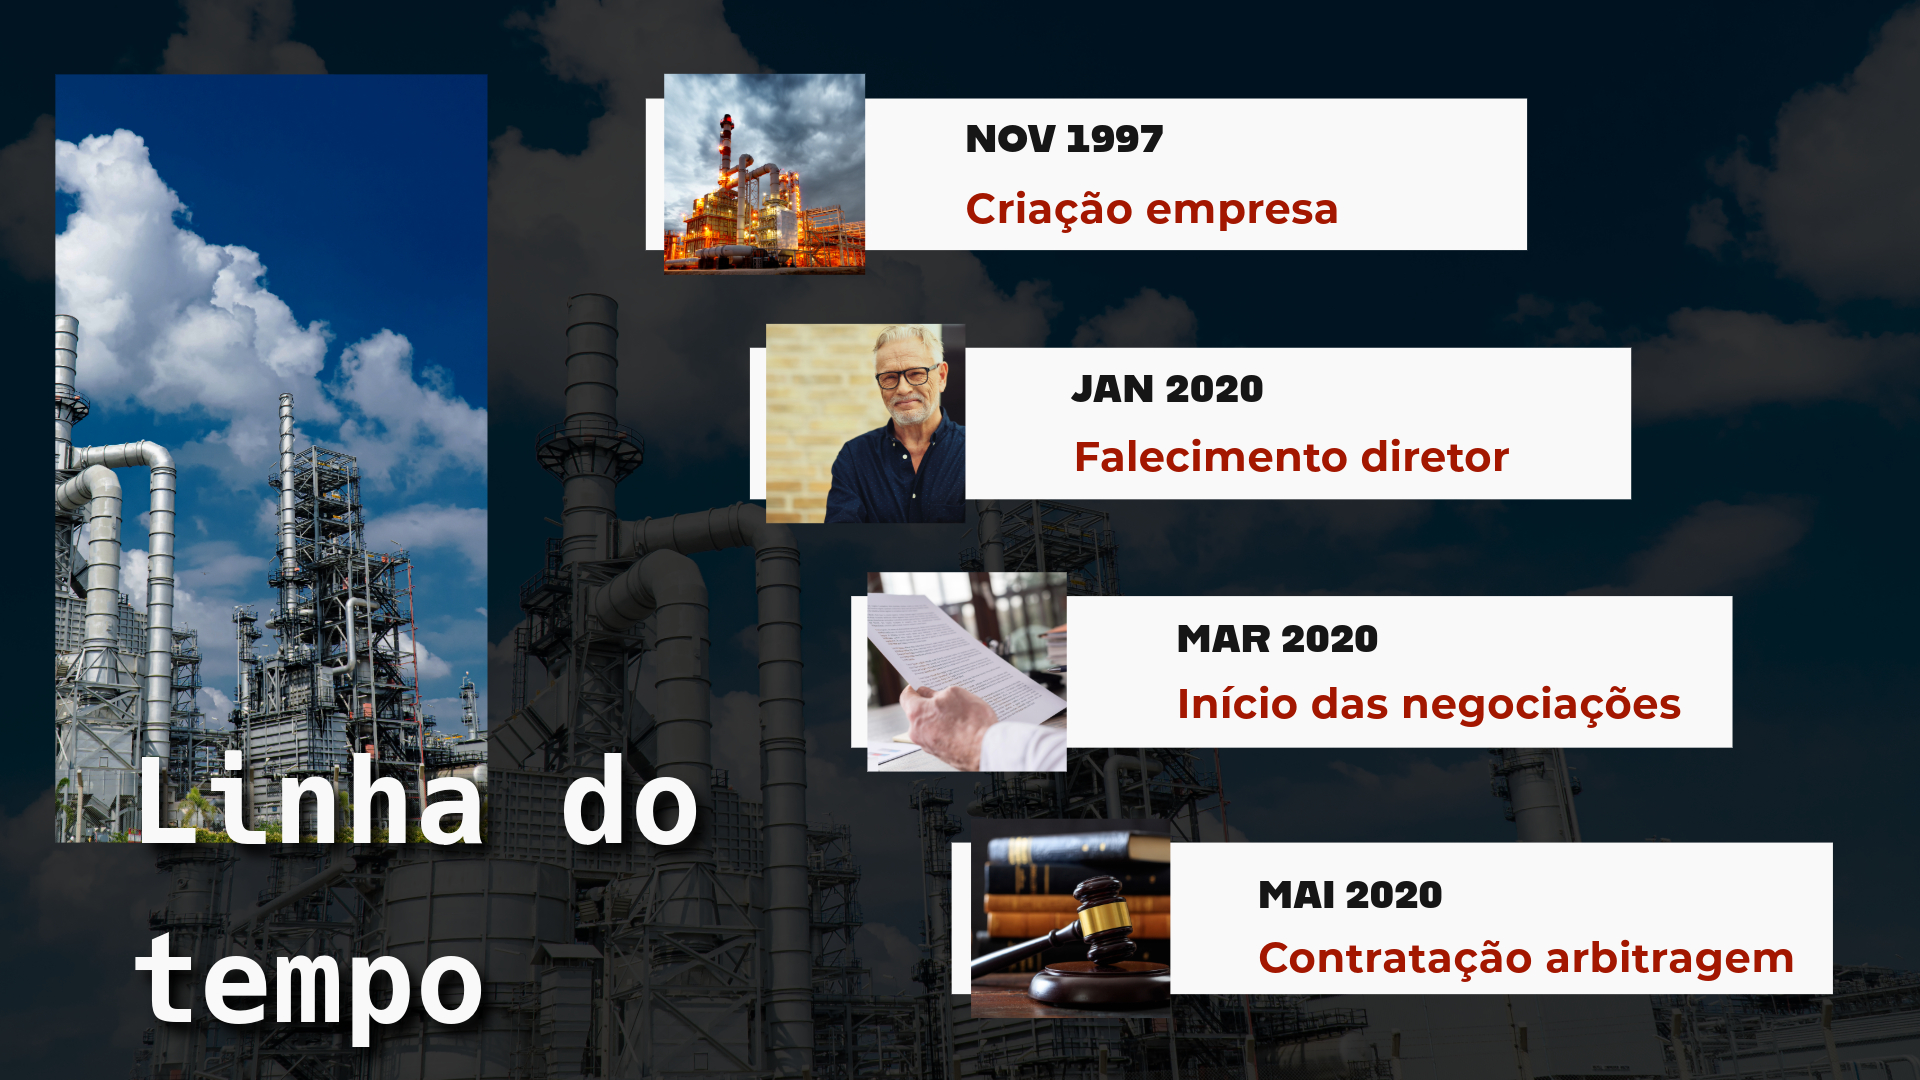 NOV 1997
Criação empresa
JAN 2020
Falecimento diretor
MAR 2020
Início das negociações
MAI 2020
Contratação arbitragem
Linha do
tempo